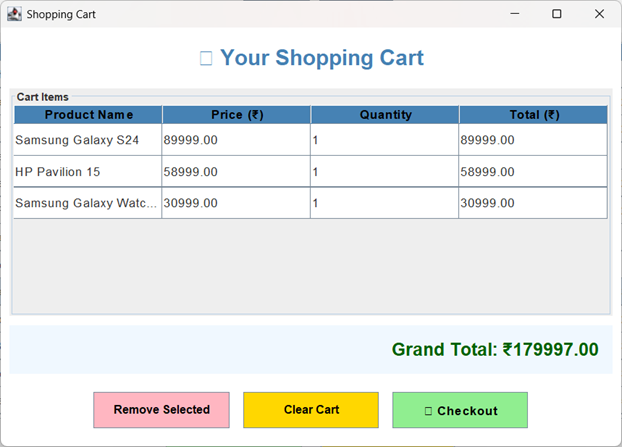 Shopping Cart
Your Shopping Cart
Cart Items
Product Name Price (₹) Quantity Total (₹)
Samsung Galaxy S24 89999.00 1 89999.00
HP Pavilion 15 58999.00 1 58999.00
Samsung Galaxy Watc... 30999.00 1 30999.00
Grand Total: ₹179997.00
Remove Selected Clear Cart Checkout